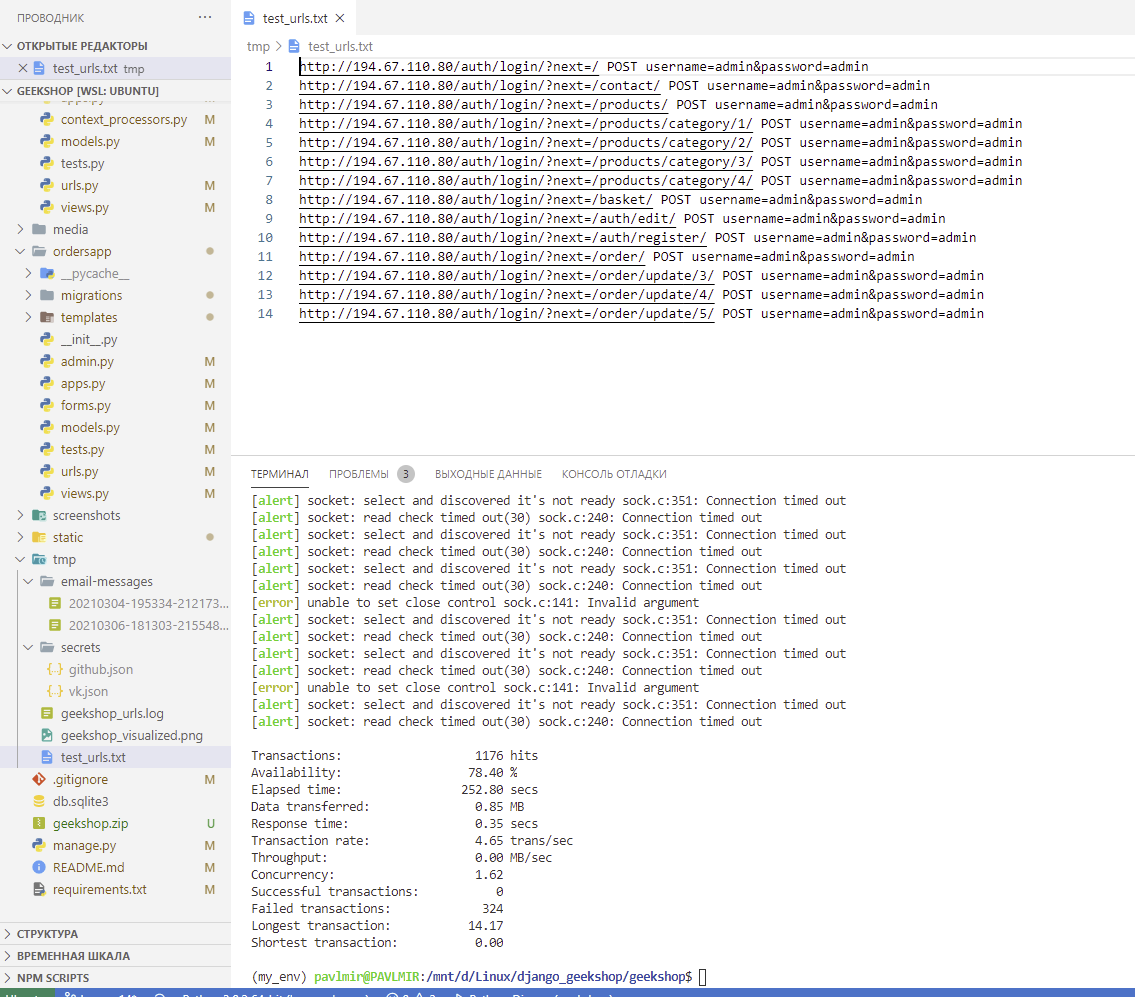 ПРОВОДНИК ···
ОТКРЫТЫЕ РЕДАКТОРЫ
test_urls.txt tmp
GEEKSHOP [WSL: UBUNTU]
apps.py
context_processors.py M
models.py M
tests.py
urls.py M
views.py M
media
ordersapp
__pycache__
migrations
templates
__init__.py
admin.py M
apps.py M
forms.py M
models.py M
tests.py M
urls.py M
views.py M
screenshots
static
tmp
email-messages
20210304-195334-212173...
20210306-181303-215548...
secrets
github.json
vk.json
geekshop_urls.log
geekshop_visualized.png
test_urls.txt
.gitignore M
db.sqlite3
geekshop.zip U
manage.py M
README.md M
requirements.txt M
СТРУКТУРА
ВРЕМЕННАЯ ШКАЛА
NPM SCRIPTS
test_urls.txt
tmp > test_urls.txt
1 http://194.67.110.80/auth/login/?next=/ POST username=admin&password=admin
2 http://194.67.110.80/auth/login/?next=/contact/ POST username=admin&password=admin
3 http://194.67.110.80/auth/login/?next=/products/ POST username=admin&password=admin
4 http://194.67.110.80/auth/login/?next=/products/category/1/ POST username=admin&password=admin
5 http://194.67.110.80/auth/login/?next=/products/category/2/ POST username=admin&password=admin
6 http://194.67.110.80/auth/login/?next=/products/category/3/ POST username=admin&password=admin
7 http://194.67.110.80/auth/login/?next=/products/category/4/ POST username=admin&password=admin
8 http://194.67.110.80/auth/login/?next=/basket/ POST username=admin&password=admin
9 http://194.67.110.80/auth/login/?next=/auth/edit/ POST username=admin&password=admin
10 http://194.67.110.80/auth/login/?next=/auth/register/ POST username=admin&password=admin
11 http://194.67.110.80/auth/login/?next=/order/ POST username=admin&password=admin
12 http://194.67.110.80/auth/login/?next=/order/update/3/ POST username=admin&password=admin
13 http://194.67.110.80/auth/login/?next=/order/update/4/ POST username=admin&password=admin
14 http://194.67.110.80/auth/login/?next=/order/update/5/ POST username=admin&password=admin
ТЕРМИНАЛ ПРОБЛЕМЫ 3 ВЫХОДНЫЕ ДАННЫЕ КОНСОЛЬ ОТЛАДКИ
[alert] socket: select and discovered it's not ready sock.c:351: Connection timed out
[alert] socket: read check timed out(30) sock.c:240: Connection timed out
[alert] socket: select and discovered it's not ready sock.c:351: Connection timed out
[alert] socket: read check timed out(30) sock.c:240: Connection timed out
[alert] socket: select and discovered it's not ready sock.c:351: Connection timed out
[alert] socket: read check timed out(30) sock.c:240: Connection timed out
[error] unable to set close control sock.c:141: Invalid argument
[alert] socket: select and discovered it's not ready sock.c:351: Connection timed out
[alert] socket: read check timed out(30) sock.c:240: Connection timed out
[alert] socket: select and discovered it's not ready sock.c:351: Connection timed out
[alert] socket: read check timed out(30) sock.c:240: Connection timed out
[error] unable to set close control sock.c:141: Invalid argument
[alert] socket: select and discovered it's not ready sock.c:351: Connection timed out
[alert] socket: read check timed out(30) sock.c:240: Connection timed out
Transactions: 1176 hits
Availability: 78.40 %
Elapsed time: 252.80 secs
Data transferred: 0.85 MB
Response time: 0.35 secs
Transaction rate: 4.65 trans/sec
Throughput: 0.00 MB/sec
Concurrency: 1.62
Successful transactions: 0
Failed transactions: 324
Longest transaction: 14.17
Shortest transaction: 0.00
(my_env) pavlmir@PAVLMIR:/mnt/d/Linux/django_geekshop/geekshop$